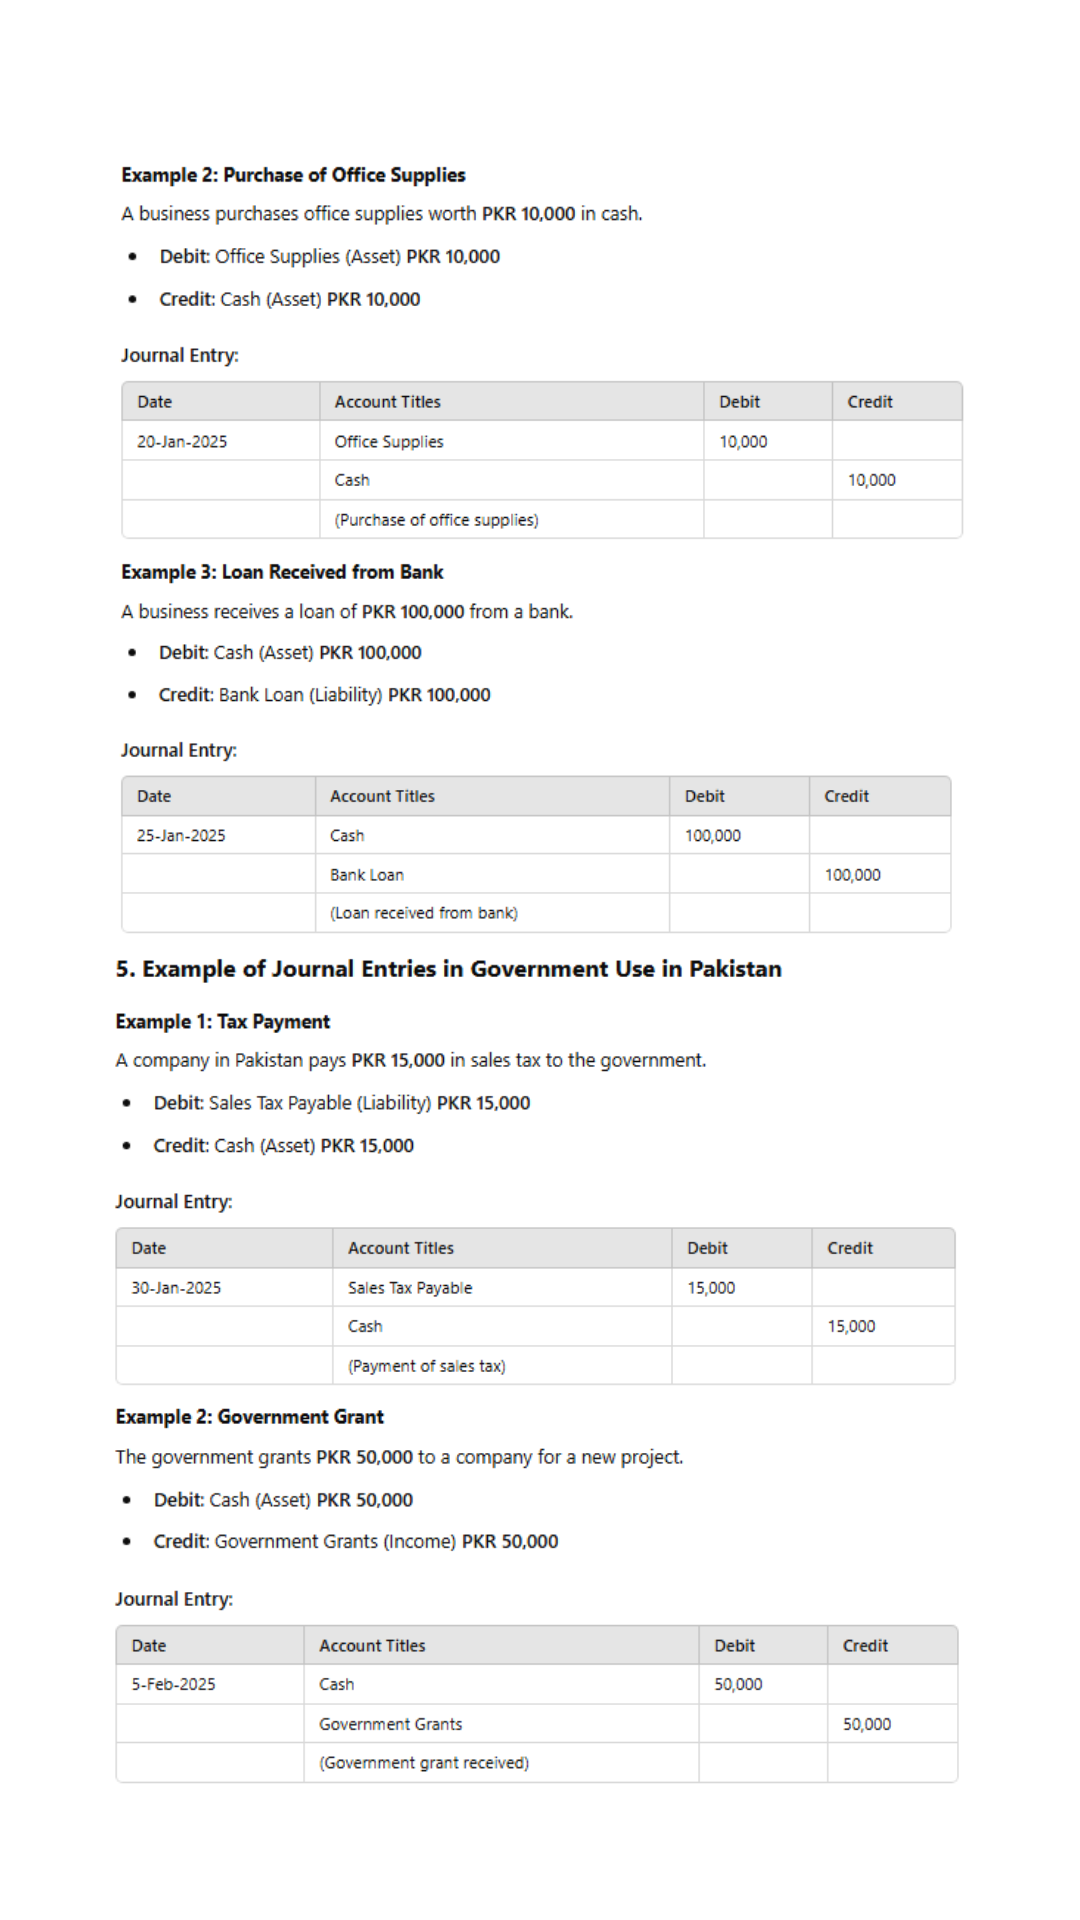 Example 2: Purchase of Office Supplies
A business purchases office supplies worth PKR 10,000 in cash.
• Debit: Office Supplies (Asset) PKR 10,000
• Credit: Cash (Asset) PKR 10,000
Journal Entry:
Date Account Titles Debit Credit
20-Jan-2025 Office Supplies 10,000
Cash 10,000
(Purchase of office supplies)
Example 3: Loan Received from Bank
A business receives a loan of PKR 100,000 from a bank.
• Debit: Cash (Asset) PKR 100,000
• Credit: Bank Loan (Liability) PKR 100,000
Journal Entry:
Date Account Titles Debit Credit
25-Jan-2025 Cash 100,000
Bank Loan 100,000
(Loan received from bank)
5. Example of Journal Entries in Government Use in Pakistan
Example 1: Tax Payment
A company in Pakistan pays PKR 15,000 in sales tax to the government.
• Debit: Sales Tax Payable (Liability) PKR 15,000
• Credit: Cash (Asset) PKR 15,000
Journal Entry:
Date Account Titles Debit Credit
30-Jan-2025 Sales Tax Payable 15,000
Cash 15,000
(Payment of sales tax)
Example 2: Government Grant
The government grants PKR 50,000 to a company for a new project.
• Debit: Cash (Asset) PKR 50,000
• Credit: Government Grants (Income) PKR 50,000
Journal Entry:
Date Account Titles Debit Credit
5-Feb-2025 Cash 50,000
Government Grants 50,000
(Government grant received)